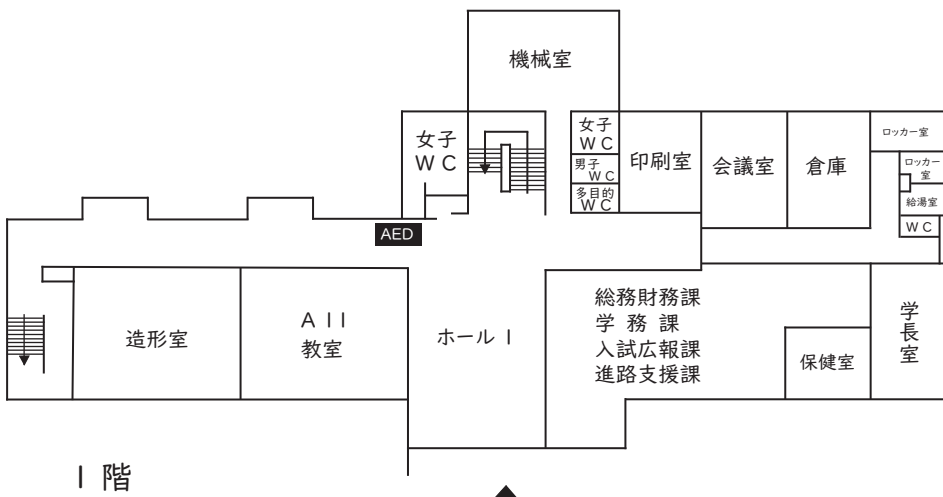 機械室
女子
WC
女子
WC
男子
WC
多目的
WC
印刷室
会議室
倉庫
ロッカー室
ロッカー
室
給湯室
WC
AED
造形室
A11
教室
ホール1
総務財務課
学務課
入試広報課
進路支援課
保健室
学長室
1階